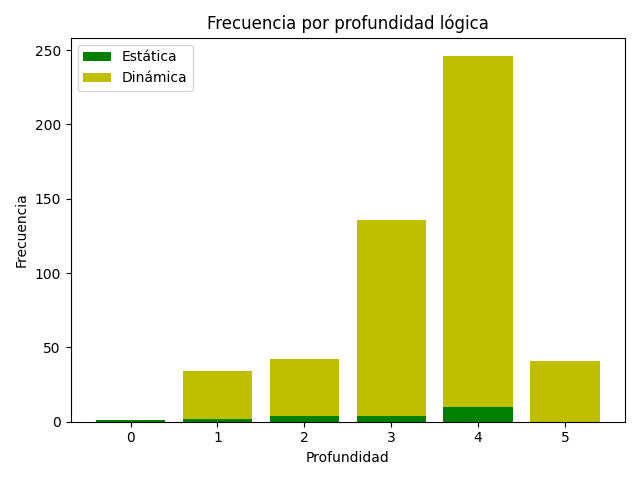 Frecuencia por profundidad lógica
Estática
Dinámica
250
200
150
100
50
0
Frecuencia
0 1 2 3 4 5
Profundidad